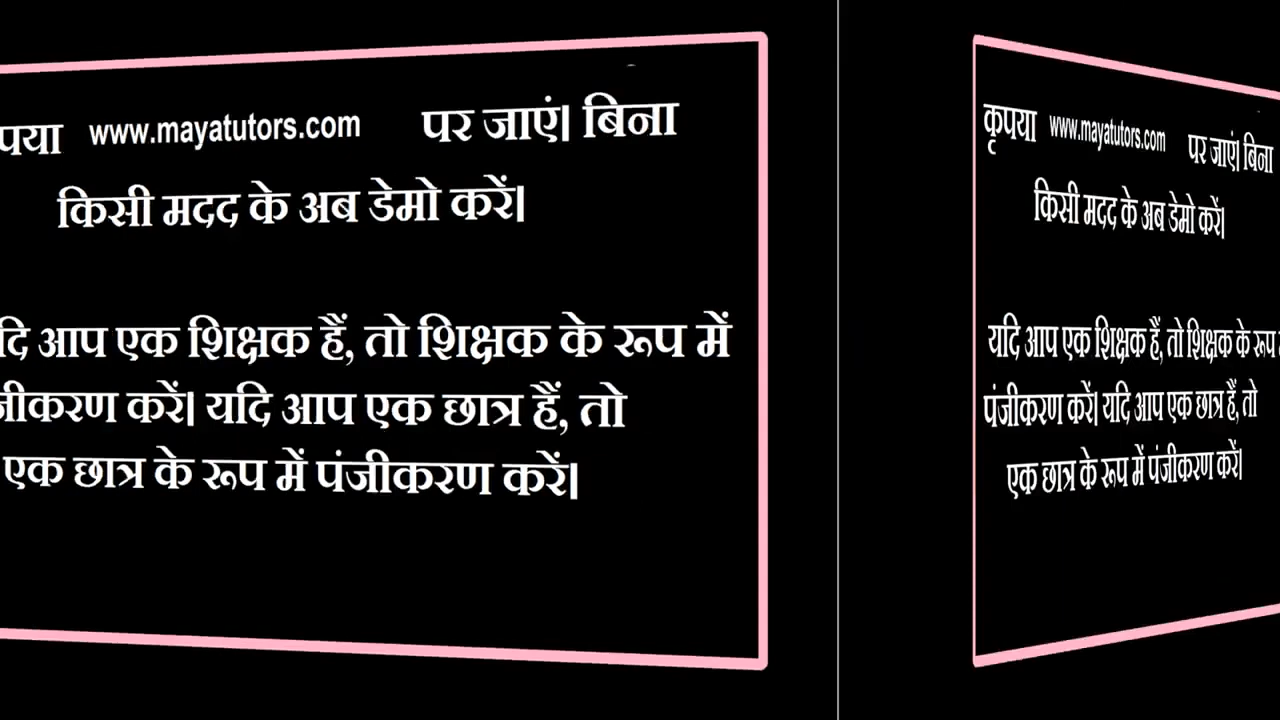 पया www.mayatutors.com पर जाएं। बिना
किसी मदद के अब डेमो करें।
दि आप एक शिक्षक हैं, तो शिक्षक के रूप में
जीकरण करें। यदि आप एक छात्र हैं, तो
एक छात्र के रूप में पंजीकरण करें।
कृपया www.mayatutors.com पर जाएं। बिना
किसी मदद के अब डेमो करें।
यदि आप एक शिक्षक हैं, तो शिक्षक के रूप
पंजीकरण करें। यदि आप एक छात्र हैं, तो
एक छात्र के रूप में पंजीकरण करें।